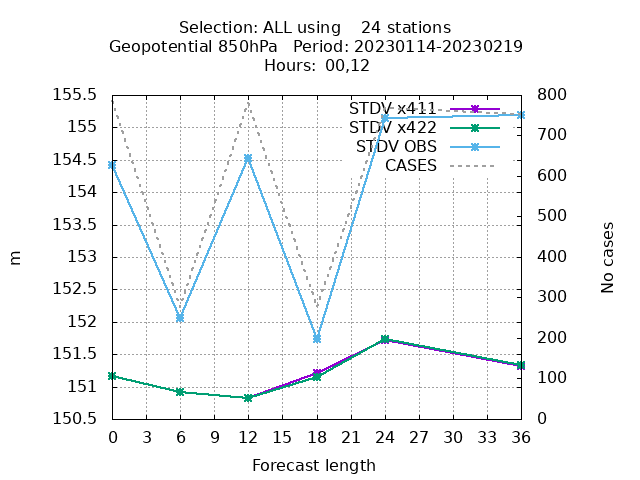 Selection: ALL using    24 stations
Geopotential 850hPa   Period: 20230114-20230219
Hours: 00,12
155.5
155
154.5
154
153.5
153
152.5
152
151.5
151
150.5
m
STDV x411
STDV x422
STDV OBS
CASES
800
700
600
500
400
300
200
100
0
No cases
0 3 6 9 12 15 18 21 24 27 30 33 36
Forecast length